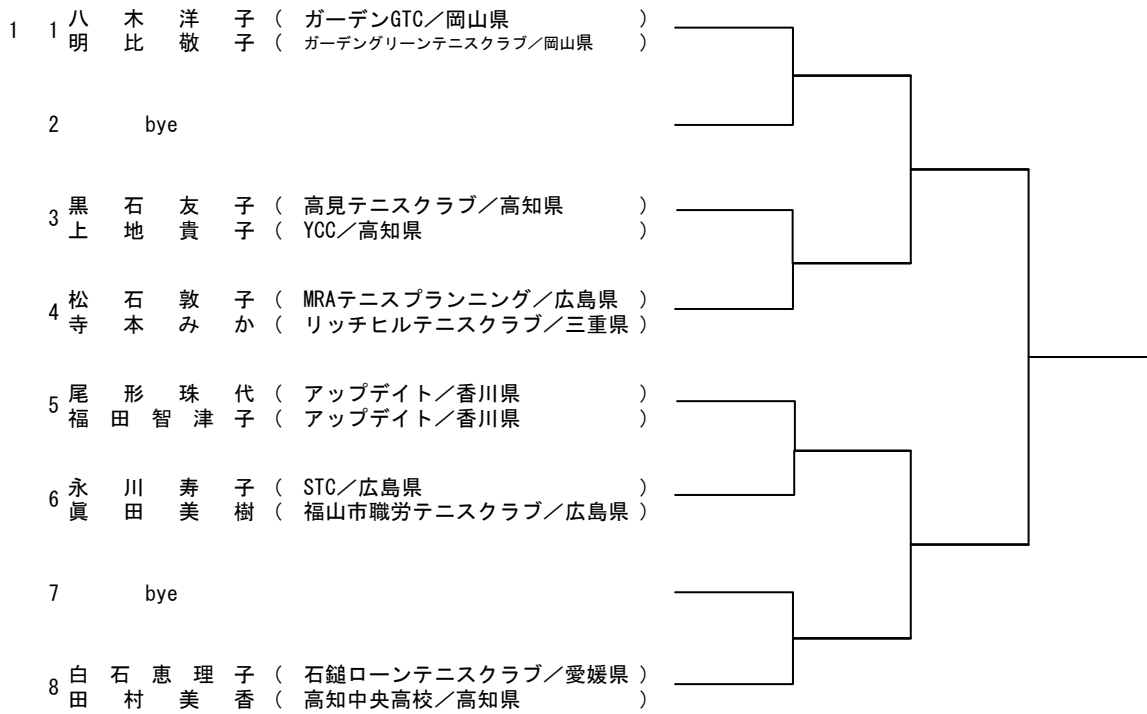 1 1 八木洋子 ( ガーデンGTC/岡山県 )
明比敬子 ( ガーデングリーンテニスクラブ/岡山県 )
2 bye
3 黒石友子 ( 高見テニスクラブ/高知県 )
上地貴子 ( YCC/高知県 )
4 松石敦子 ( MRAテニスプランニング/広島県 )
寺本みか ( リッチヒルテニスクラブ/三重県 )
5 尾形珠代 ( アップデイト/香川県 )
福田智津子 ( アップデイト/香川県 )
6 永川寿子 ( STC/広島県 )
眞田美樹 ( 福山市職労テニスクラブ/広島県 )
7 bye
8 白石恵理子 ( 石鎚ローンテニスクラブ/愛媛県 )
田村美香 ( 高知中央高校/高知県 )